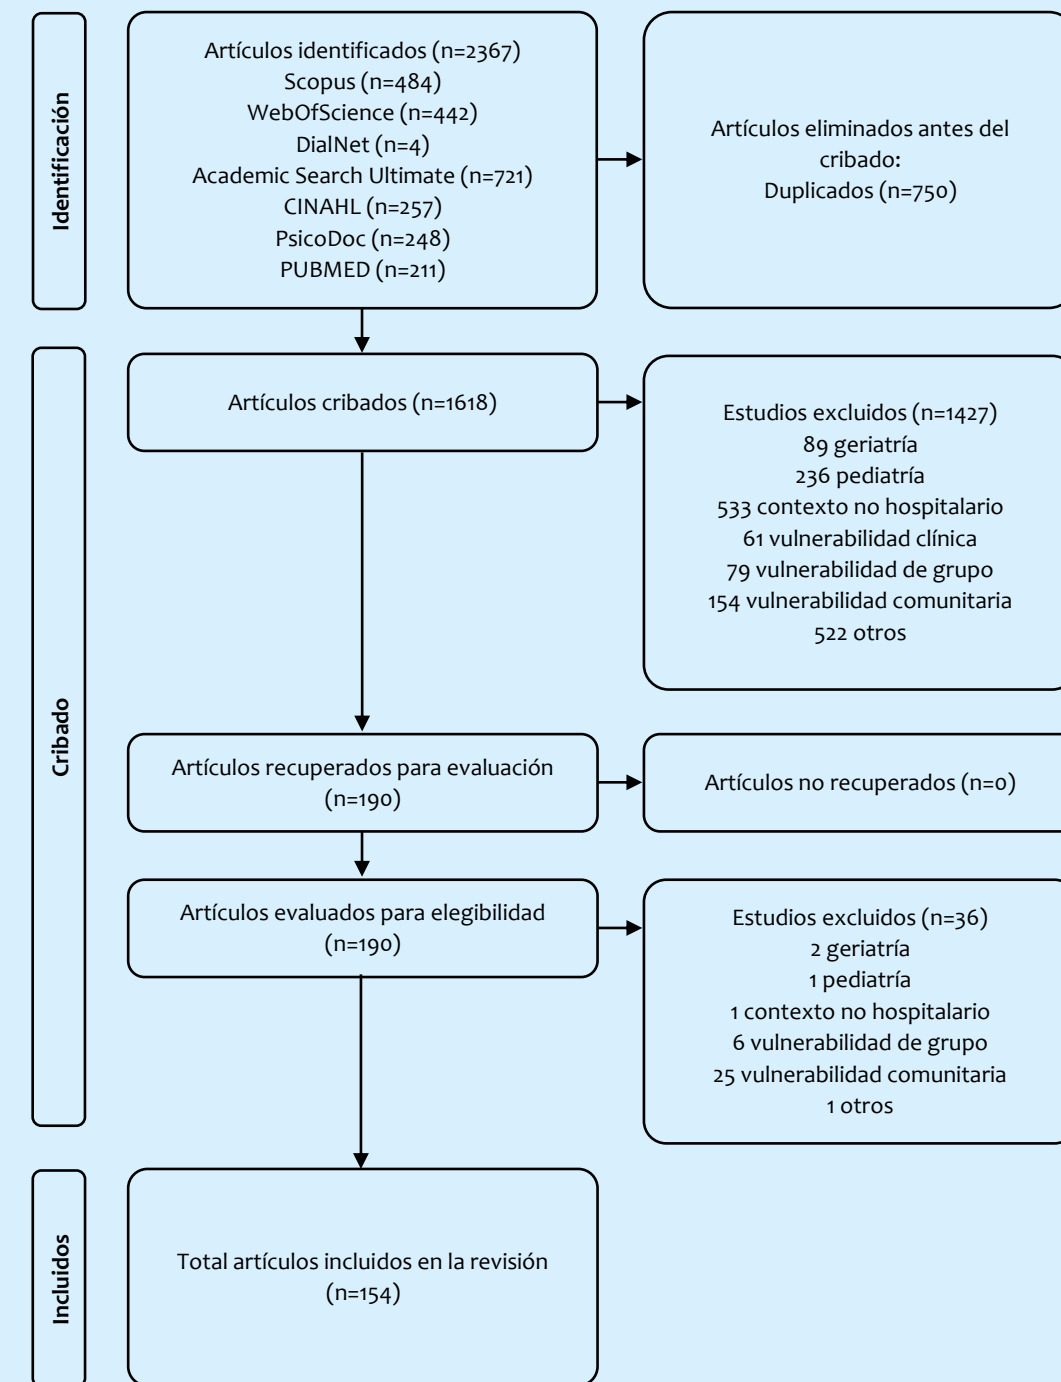 Identificación
Artículos identificados (n=2367)
Scopus (n=484)
WebOfScience (n=442)
DialNet (n=4)
Academic Search Ultimate (n=721)
CINAHL (n=257)
PsicoDoc (n=248)
PUBMED (n=211)
Artículos eliminados antes del
cribado:
Duplicados (n=750)
Cribado
Artículos cribados (n=1618)
Estudios excluidos (n=1427)
89 geriatría
236 pediatría
533 contexto no hospitalario
61 vulnerabilidad clínica
79 vulnerabilidad de grupo
154 vulnerabilidad comunitaria
522 otros
Artículos recuperados para evaluación
(n=190)
Artículos no recuperados (n=0)
Artículos evaluados para elegibilidad
(n=190)
Estudios excluidos (n=36)
2 geriatría
1 pediatría
1 contexto no hospitalario
6 vulnerabilidad de grupo
25 vulnerabilidad comunitaria
1 otros
Incluidos
Total artículos incluidos en la revisión
(n=154)